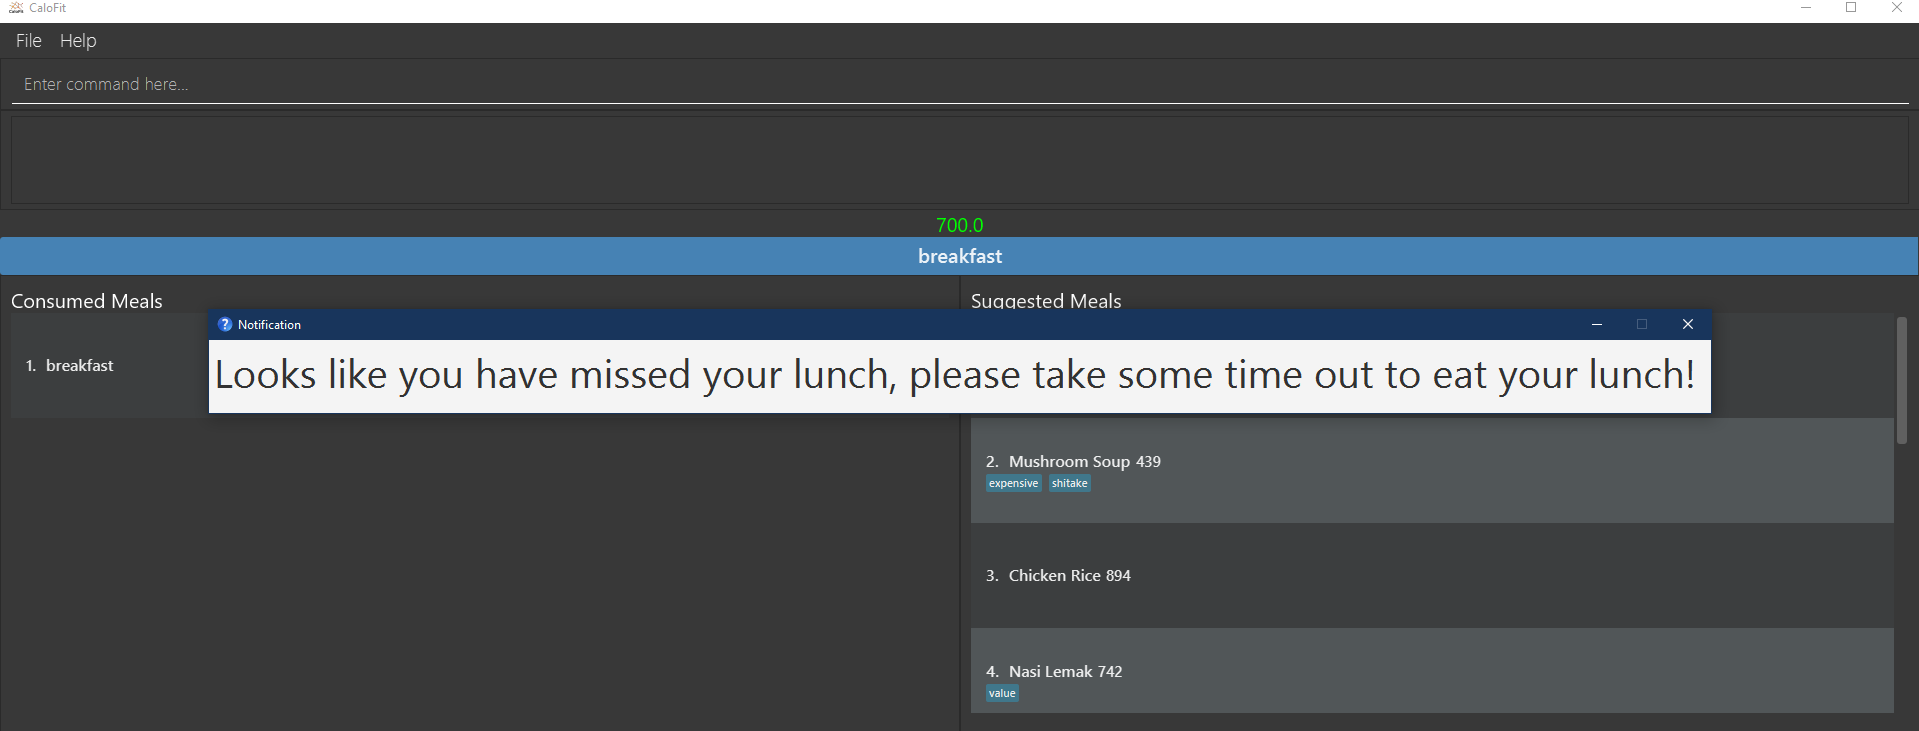 CaloFit
File Help
Enter command here...
700.0
breakfast
Consumed Meals
Suggested Meals
Notification
Looks like you have missed your lunch, please take some time out to eat your lunch!
1. breakfast
2. Mushroom Soup 439
expensive shitake
3. Chicken Rice 894
4. Nasi Lemak 742
value